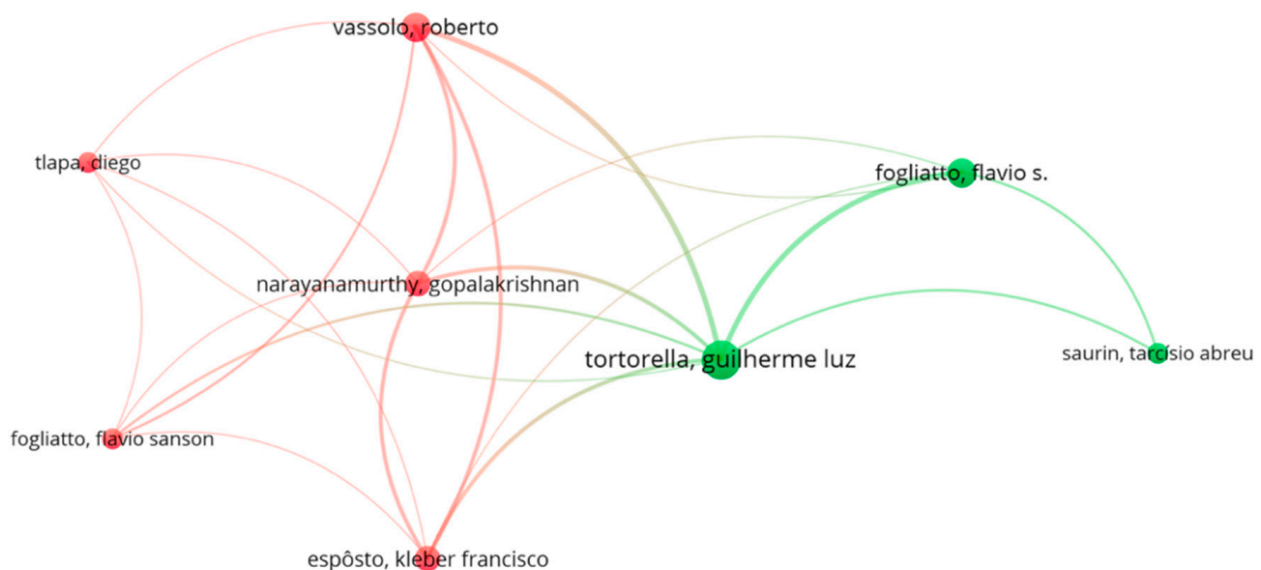 vassolo, roberto
tlapa, diego
fogliatto, flavio s.
narayanamurthy, gopalakrishnan
tortorella, guilherme luz
saurin, tarcísio abreu
fogliatto, flavio sanson
espôsto, kleber francisco